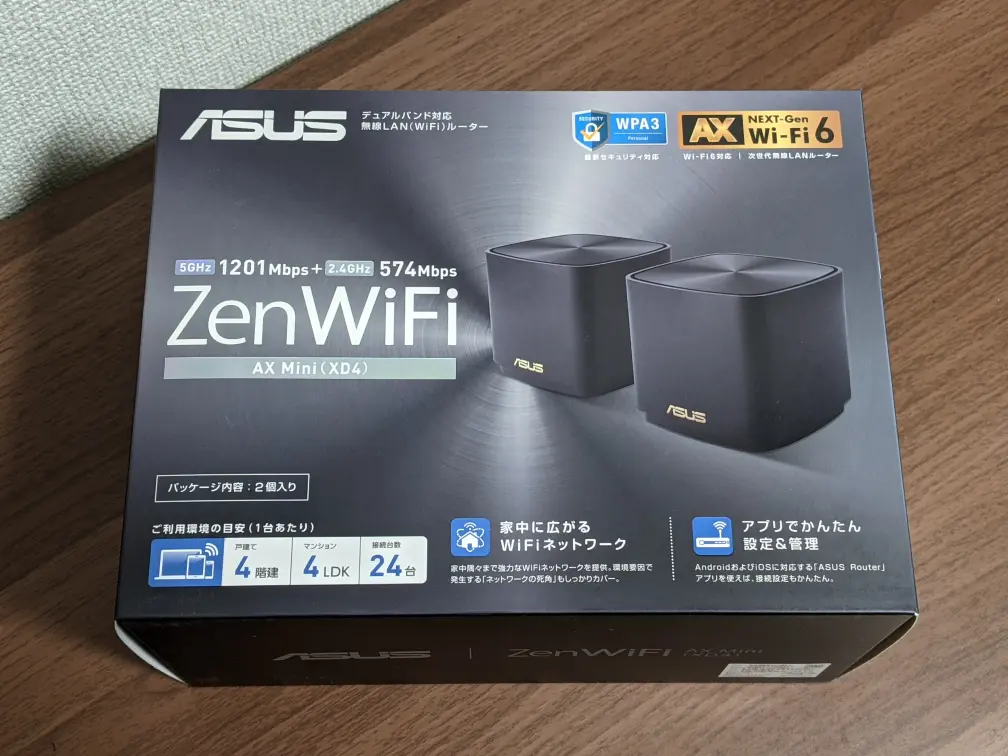 ASUS
デュアルバンド対応
無線LAN(WiFi)ルーター
SECURITY
WPA3
Personal
最新セキュリティ対応
AX
NEXT-Gen
Wi-Fi 6
Wi-Fi6対応 | 次世代無線LANルーター
5GHz 1201Mbps+2.4GHz 574Mbps
ZenWiFi
AX Mini(XD4)
ASUS
ASUS
パッケージ内容:2個入り
ご利用環境の目安(1台あたり)
戸建て
4階建
マンション
4LDK
接続台数
24台
家中に広がる
WiFiネットワーク
家中隅々まで強力なWiFiネットワークを提供。環境要因で
発生する「ネットワークの死角」もしっかりカバー。
アプリでかんたん
設定&管理
AndroidおよびiOSに対応する「ASUS Router」
アプリを使えば、接続設定もかんたん。
ASUS | ZenWiFi AX Mini